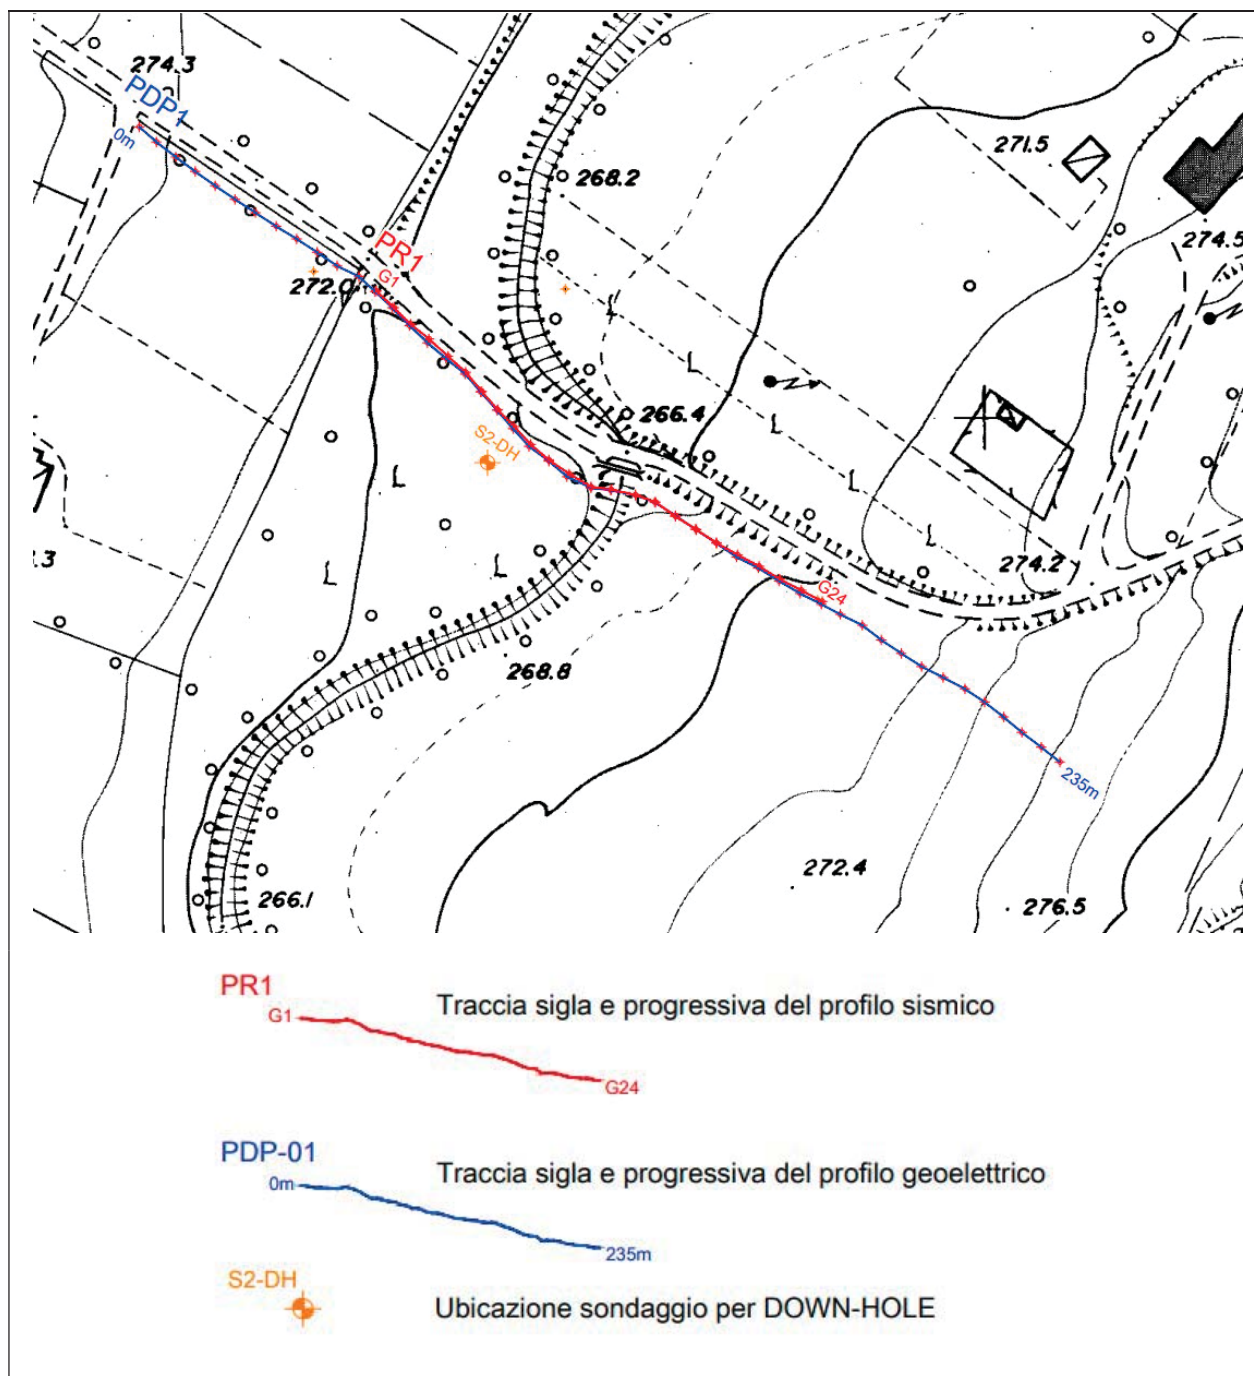 274.3
PDP1
0m
268.2
271.5
274.5
PR1
G1
272.0
266.4
S2-DH
L
L
L
L
L
L
L
L
.3
274.2
G24
268.8
235m
272.4
266.1
276.5
PR1
G1
G24
Traccia sigla e progressiva del profilo sismico
PDP-01
0m
235m
Traccia sigla e progressiva del profilo geoelettrico
S2-DH
Ubicazione sondaggio per DOWN-HOLE